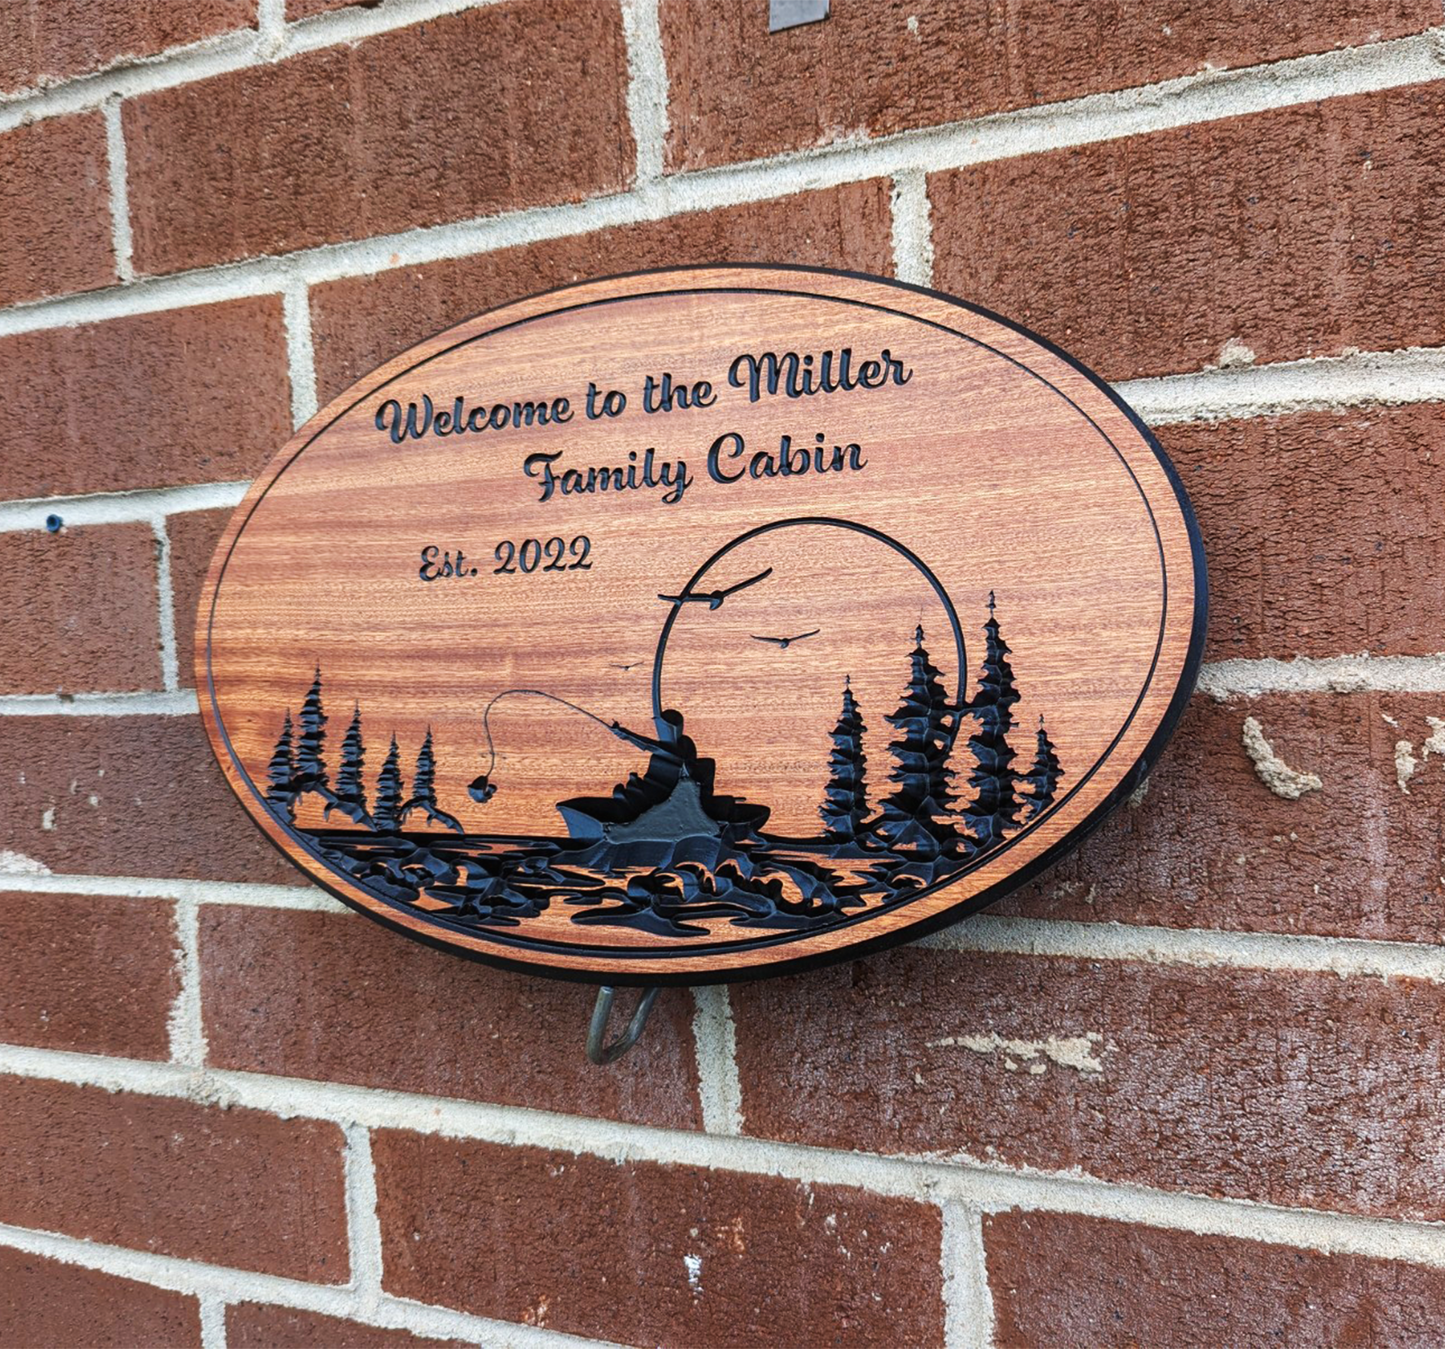 Welcome to the Miller
Family Cabin
Est. 2022